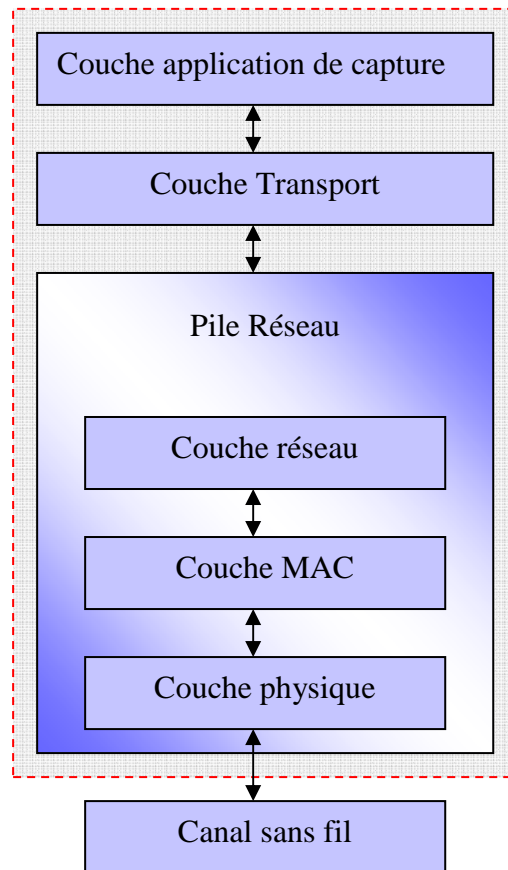 Couche application de capture
Couche Transport
Pile Réseau
Couche réseau
Couche MAC
Couche physique
Canal sans fil